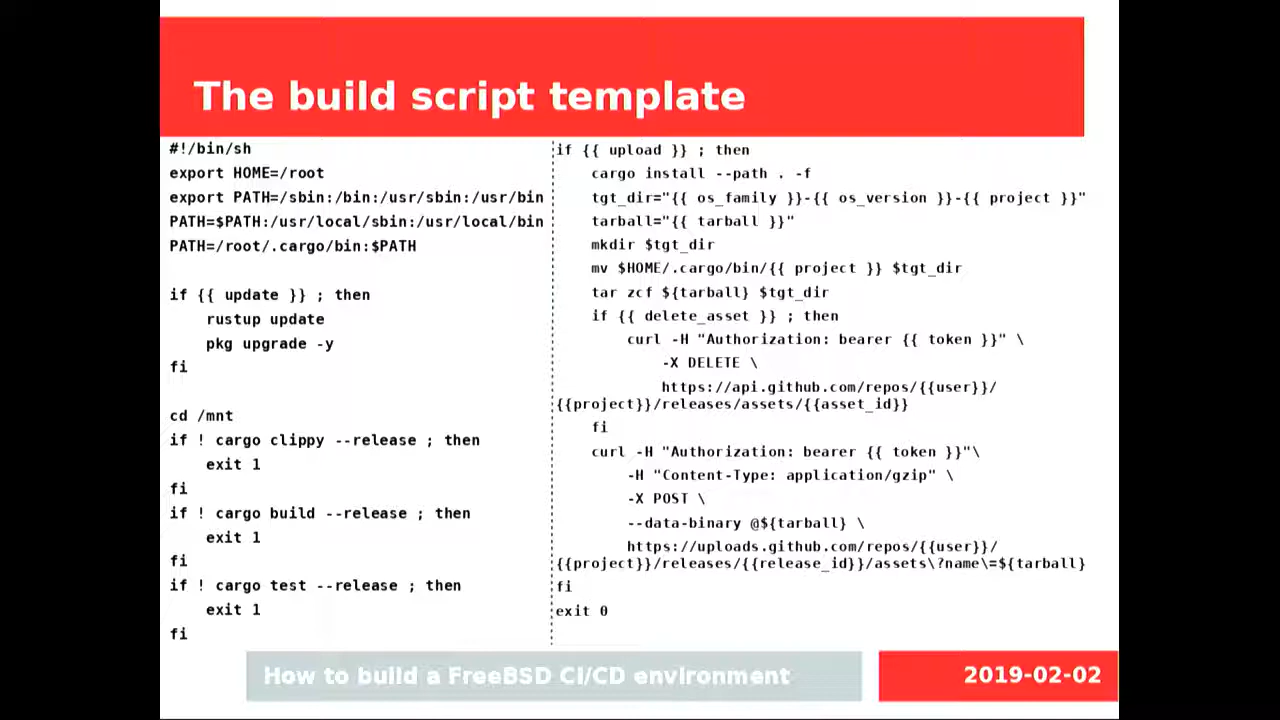 The build script template
#!/bin/sh
export HOME=/root
export PATH=/sbin:/bin:/usr/sbin:/usr/bin
PATH=$PATH:/usr/local/sbin:/usr/local/bin
PATH=/root/.cargo/bin:$PATH
if {{ update }} ; then
rustup update
pkg upgrade -y
fi
cd /mnt
if ! cargo clippy --release ; then
exit 1
fi
if ! cargo build --release ; then
exit 1
fi
if ! cargo test --release ; then
exit 1
fi
if {{ upload }} ; then
cargo install --path . -f
tgt_dir="{{ os_family }}-{{ os_version }}-{{ project }}"
tarball="{{ tarball }}"
mkdir $tgt_dir
mv $HOME/.cargo/bin/{{ project }} $tgt_dir
tar zcf ${tarball} $tgt_dir
if {{ delete_asset }} ; then
curl -H "Authorization: bearer {{ token }}" \
-X DELETE \
https://api.github.com/repos/{{user}}/
{{project}}/releases/assets/{{asset_id}}
fi
curl -H "Authorization: bearer {{ token }}"\
-H "Content-Type: application/gzip" \
-X POST \
--data-binary @${tarball} \
https://uploads.github.com/repos/{{user}}/
{{project}}/releases/{{release_id}}/assets\?name\=${tarball}
fi
exit 0
How to build a FreeBSD CI/CD environment
2019-02-02